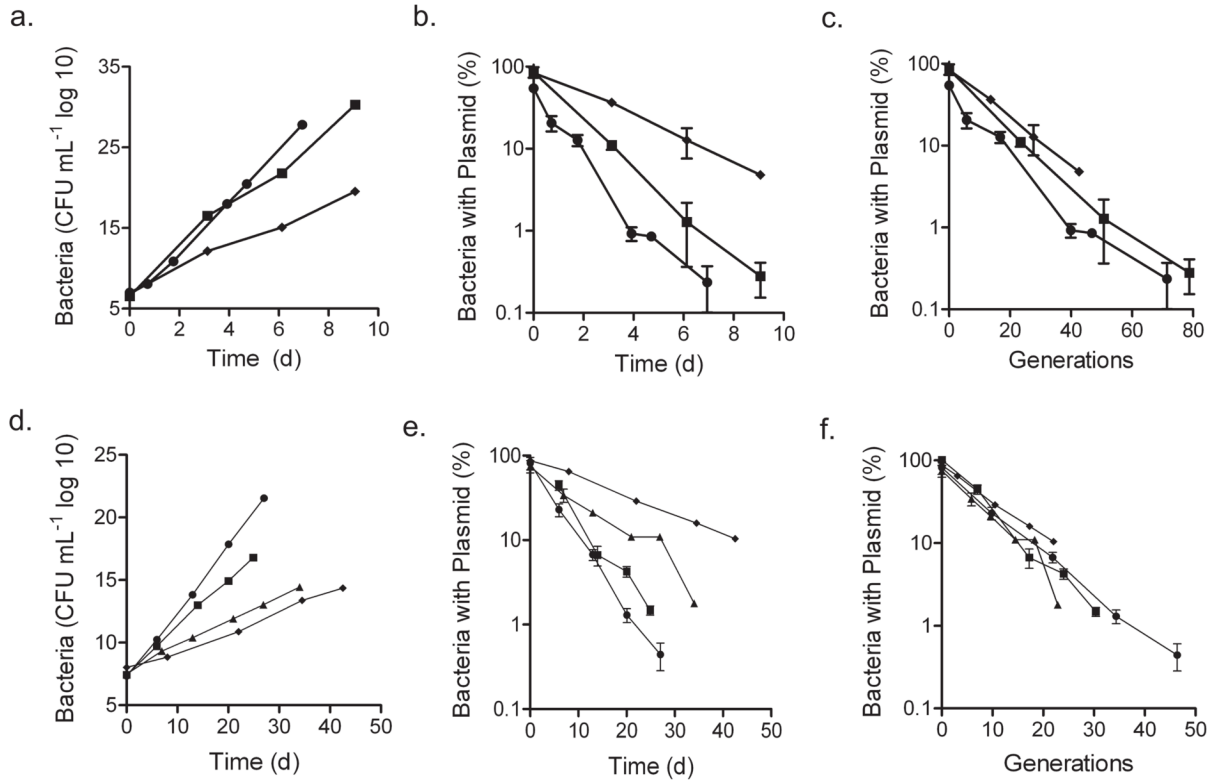 a.
Bacteria (CFU mL⁻¹ log 10)
35
25
15
5
0 2 4 6 8 10
Time (d)
b.
Bacteria with Plasmid (%)
100
10
1
0.1
0 2 4 6 8 10
Time (d)
c.
Bacteria with Plasmid (%)
100
10
1
0.1
0 20 40 60 80
Generations
d.
Bacteria (CFU mL⁻¹ log 10)
25
20
15
10
5
0 10 20 30 40 50
Time (d)
e.
Bacteria with Plasmid (%)
100
10
1
0.1
0 10 20 30 40 50
Time (d)
f.
Bacteria with Plasmid (%)
100
10
1
0.1
0 10 20 30 40 50
Generations